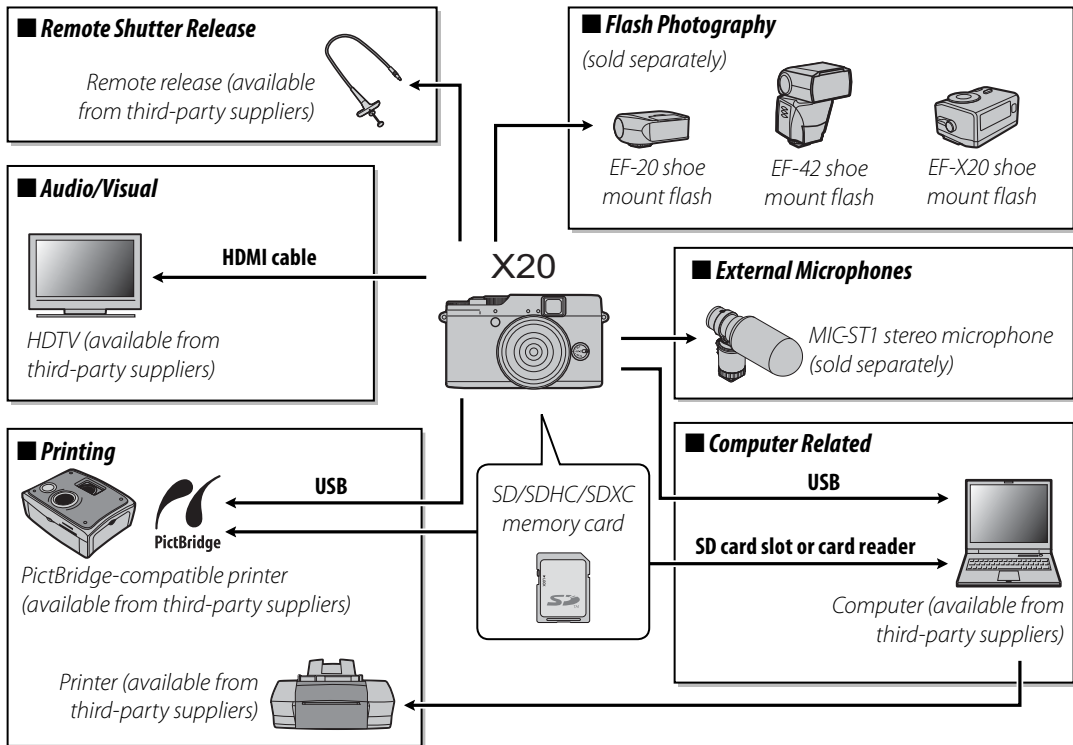 ■ Remote Shutter Release
Remote release (available
from third-party suppliers)
■ Flash Photography
(sold separately)
EF-20 shoe
mount flash
EF-42 shoe
mount flash
EF-X20 shoe
mount flash
■ Audio/Visual
HDMI cable
HDTV (available from
third-party suppliers)
X20
■ External Microphones
MIC-ST1 stereo microphone
(sold separately)
■ Printing
USB
PictBridge
PictBridge-compatible printer
(available from third-party suppliers)
Printer (available from
third-party suppliers)
SD/SDHC/SDXC
memory card
SD
■ Computer Related
USB
SD card slot or card reader
Computer (available from
third-party suppliers)